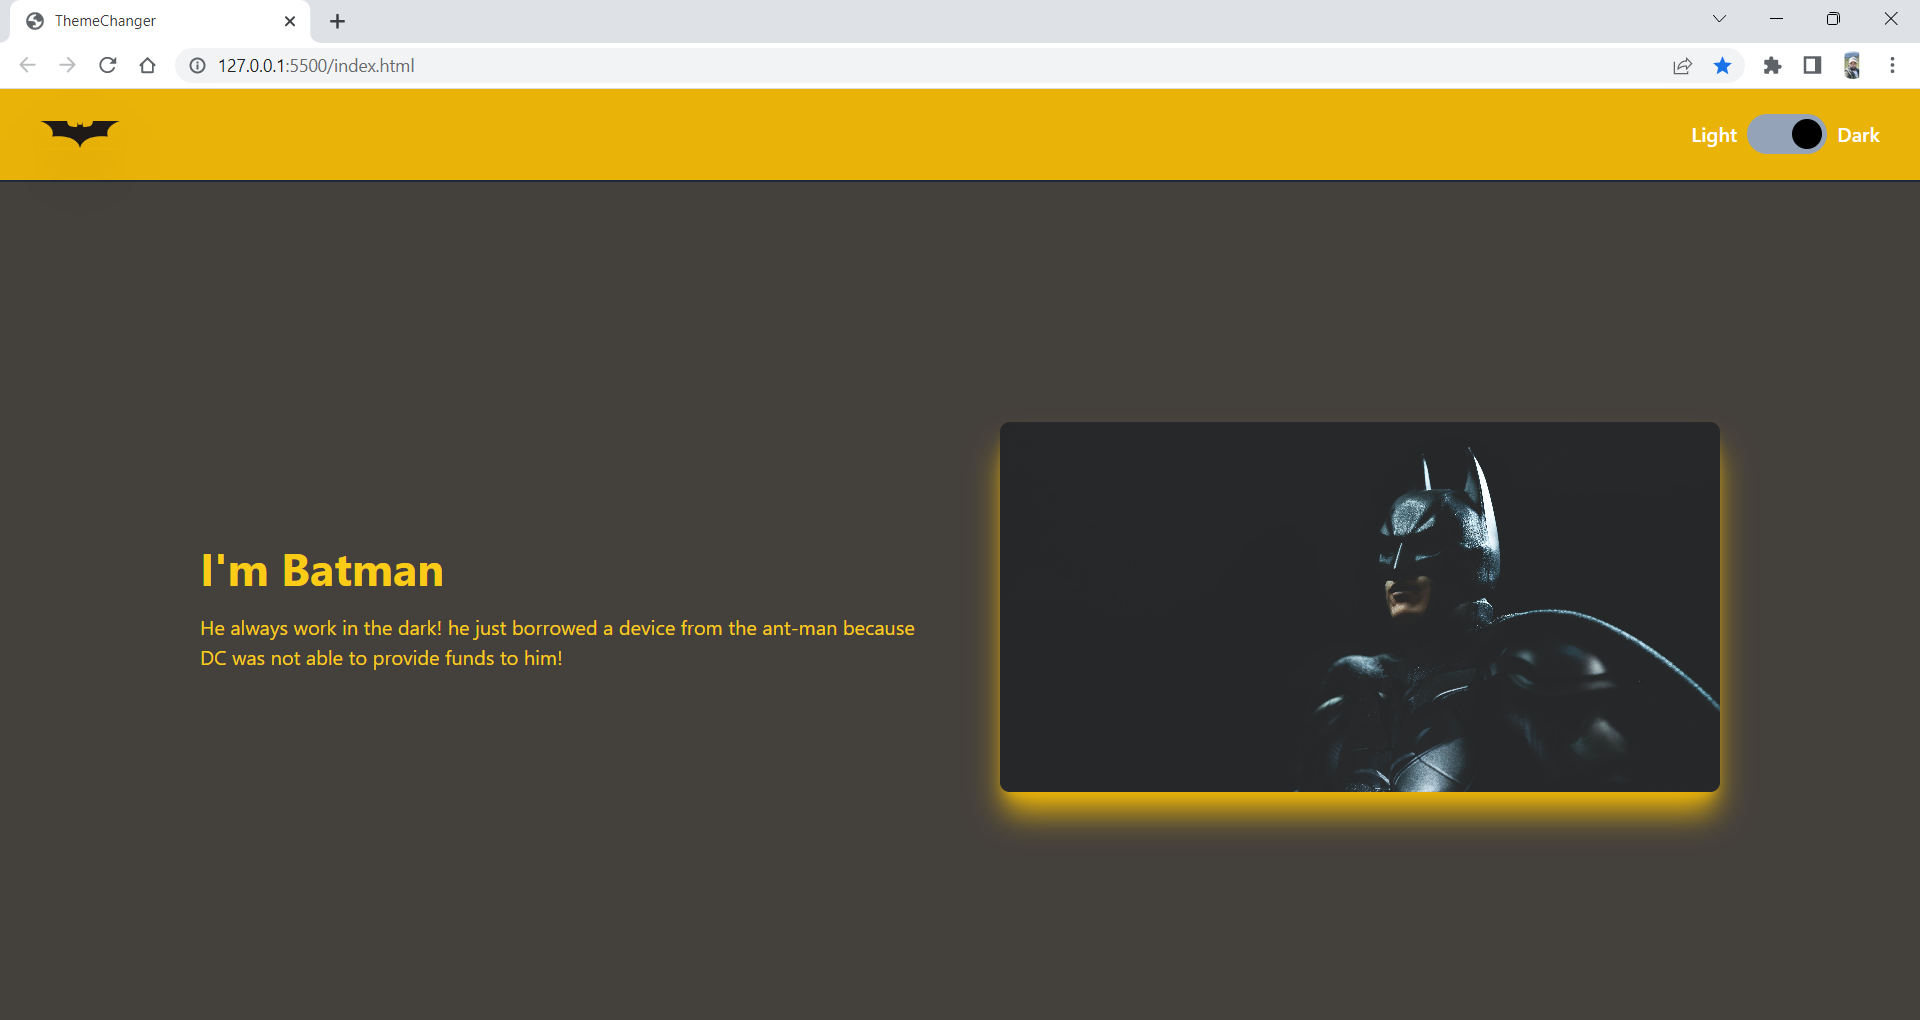 ThemeChanger
127.0.0.1:5500/index.html
Light Dark
I'm Batman
He always work in the dark! he just borrowed a device from the ant-man because
DC was not able to provide funds to him!